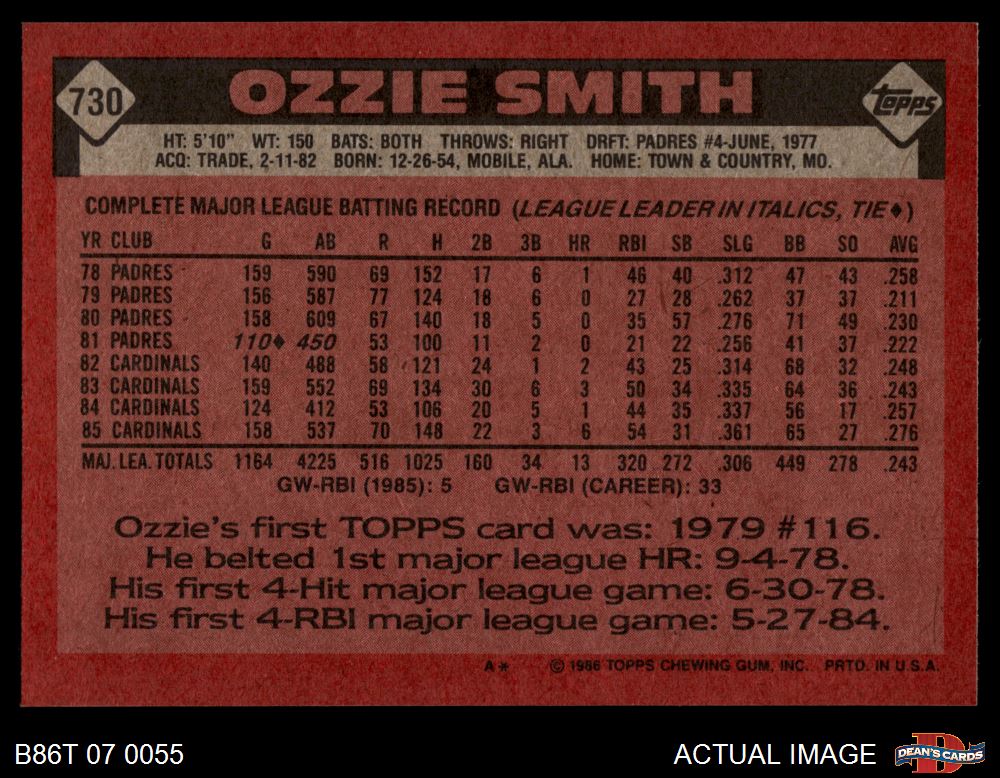 730 OZZIE SMITH topps
HT: 5'10" WT: 150 BATS: BOTH THROWS: RIGHT DRFT: PADRES #4-JUNE, 1977
ACQ: TRADE, 2-11-82 BORN: 12-26-54, MOBILE, ALA. HOME: TOWN & COUNTRY, MO.
COMPLETE MAJOR LEAGUE BATTING RECORD (LEAGUE LEADER IN ITALICS, TIE♦)
YR CLUB G AB R H 2B 3B HR RBI SB SLG BB SO AVG
78 PADRES 159 590 69 152 17 6 1 46 40 .312 47 43 .258
79 PADRES 156 587 77 124 18 6 0 27 28 .262 37 37 .211
80 PADRES 158 609 67 140 18 5 0 35 57 .276 71 49 .230
81 PADRES 110♦ 450 53 100 11 2 0 21 22 .256 41 37 .222
82 CARDINALS 140 488 58 121 24 1 2 43 25 .314 68 32 .248
83 CARDINALS 159 552 69 134 30 6 3 50 34 .335 64 36 .243
84 CARDINALS 124 412 53 106 20 5 1 44 35 .337 56 17 .257
85 CARDINALS 158 537 70 148 22 3 6 54 31 .361 65 27 .276
MAJ. LEA. TOTALS 1164 4225 516 1025 160 34 13 320 272 .306 449 278 .243
GW-RBI (1985): 5 GW-RBI (CAREER): 33
Ozzie's first TOPPS card was: 1979 #116.
He belted 1st major league HR: 9-4-78.
His first 4-Hit major league game: 6-30-78.
His first 4-RBI major league game: 5-27-84.
A* © 1986 TOPPS CHEWING GUM, INC. PRTD. IN U.S.A.
B86T 07 0055 ACTUAL IMAGE D DEAN'S CARDS